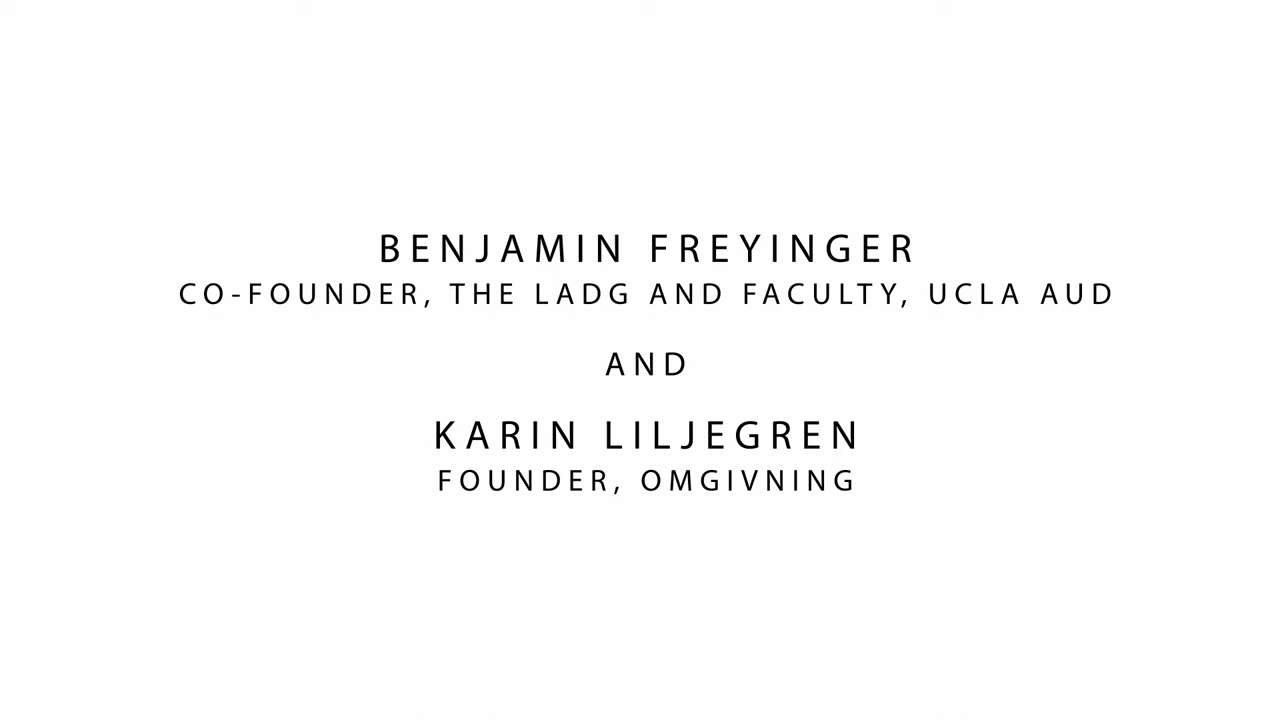 BENJAMIN FREYINGER
CO-FOUNDER, THE LADG AND FACULTY, UCLA AUD
AND
KARIN LILJEGREN
FOUNDER, OMGIVNING